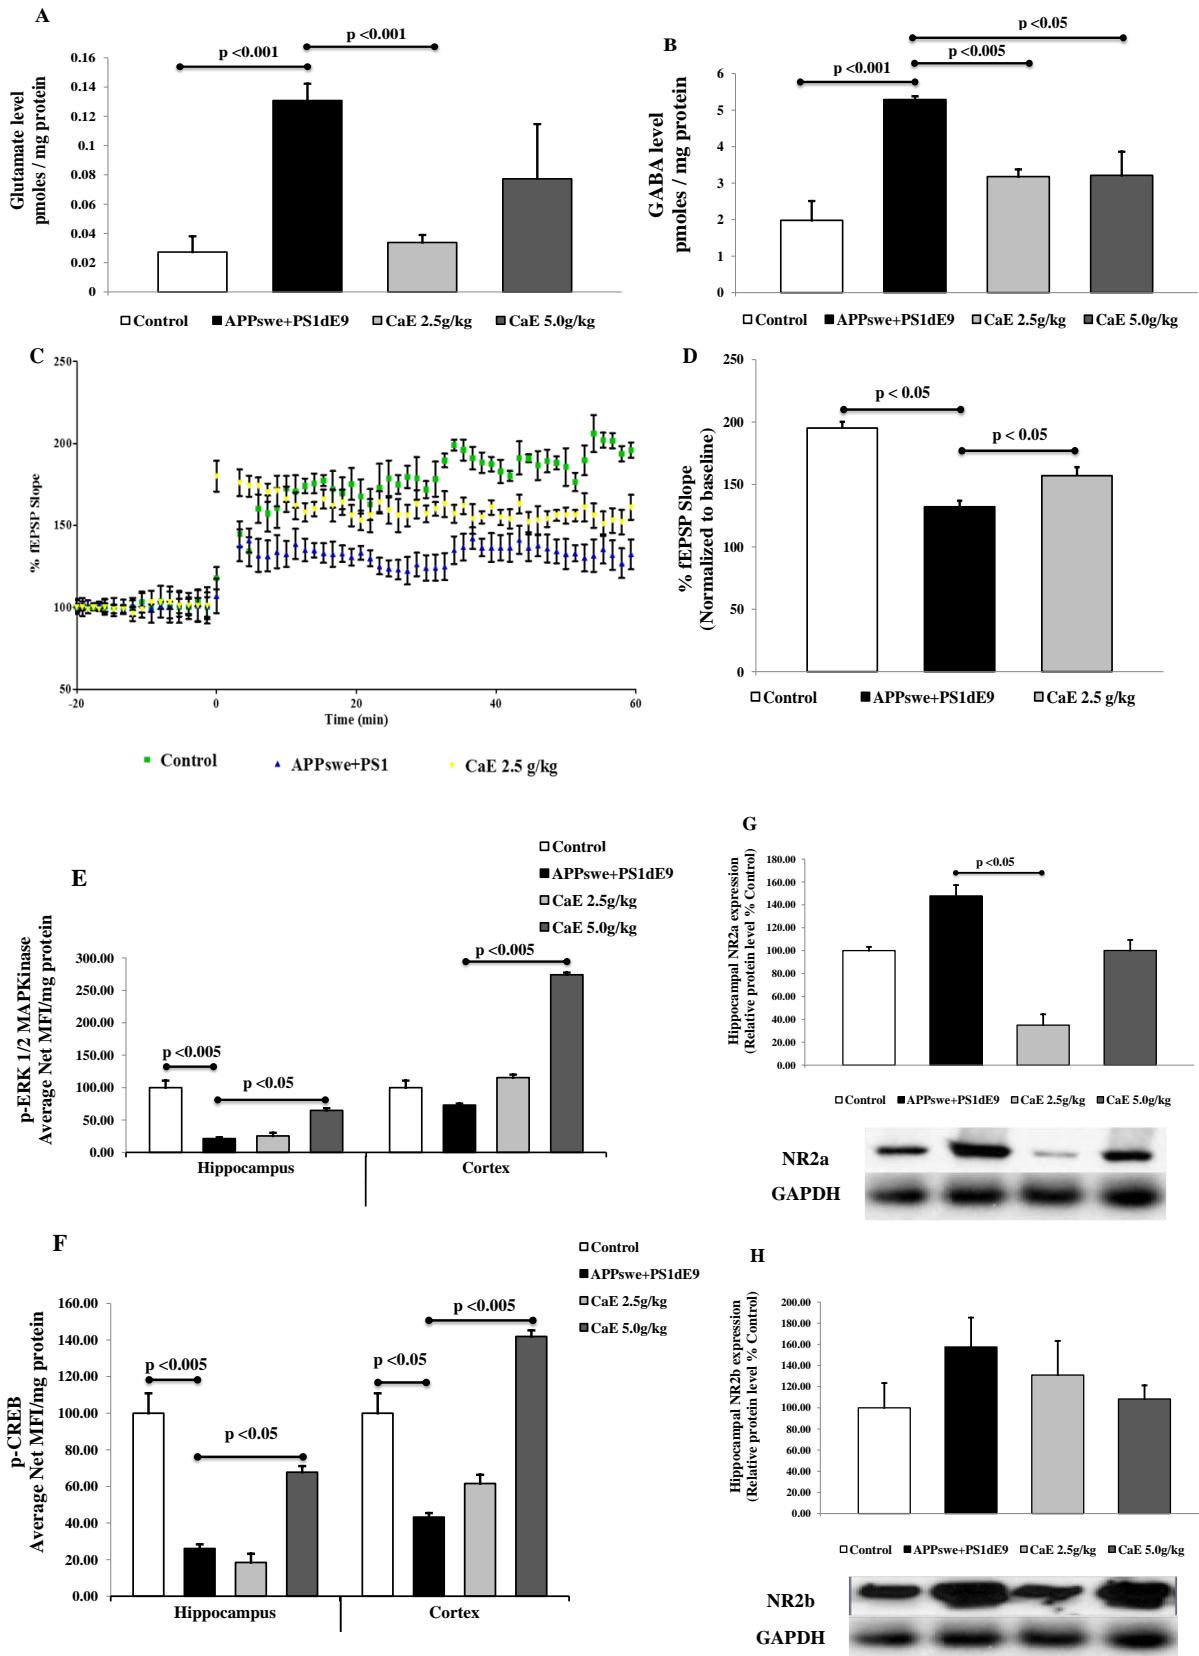 A
p <0.001
p <0.001
Glutamate level
pmoles / mg protein
0.16
0.14
0.12
0.1
0.08
0.06
0.04
0.02
0
Control APPswe+PS1dE9 CaE 2.5g/kg CaE 5.0g/kg
B
p <0.05
p <0.005
p <0.001
GABA level
pmoles / mg protein
6
5
4
3
2
1
0
Control APPswe+PS1dE9 CaE 2.5g/kg CaE 5.0g/kg
C
% fEPSP Slope
250
200
150
100
50
-20 0 20 40 60
Time (min)
Control APPswe+PS1 CaE 2.5 g/kg
D
p < 0.05
p < 0.05
% fEPSP Slope
(Normalized to baseline)
250
200
150
100
50
0
Control APPswe+PS1dE9 CaE 2.5 g/kg
E
Control
APPswe+PS1dE9
CaE 2.5g/kg
CaE 5.0g/kg
p-ERK 1/2 MAPKinase
Average Net MFI/mg protein
300.00
250.00
200.00
150.00
100.00
50.00
0.00
p <0.005
p <0.05
p <0.005
Hippocampus Cortex
F
Control
APPswe+PS1dE9
CaE 2.5g/kg
CaE 5.0g/kg
p-CREB
Average Net MFI/mg protein
160.00
140.00
120.00
100.00
80.00
60.00
40.00
20.00
0.00
p <0.005
p <0.05
p <0.05
p <0.005
Hippocampus Cortex
G
Hippocampal NR2a expression
(Relative protein level % Control)
180.00
160.00
140.00
120.00
100.00
80.00
60.00
40.00
20.00
0.00
p <0.05
Control APPswe+PS1dE9 CaE 2.5g/kg CaE 5.0g/kg
NR2a
GAPDH
H
Hippocampal NR2b expression
(Relative protein level % Control)
200.00
180.00
160.00
140.00
120.00
100.00
80.00
60.00
40.00
20.00
0.00
Control APPswe+PS1dE9 CaE 2.5g/kg CaE 5.0g/kg
NR2b
GAPDH